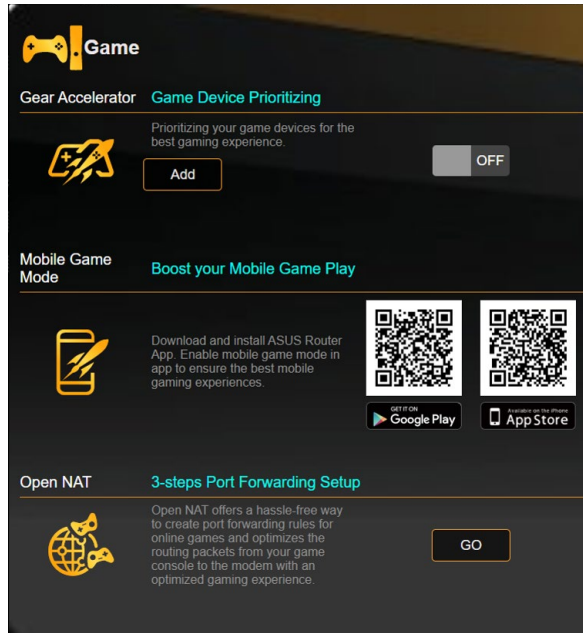 Game
Gear Accelerator
Game Device Prioritizing
Prioritizing your game devices for the
best gaming experience.
Add
OFF
Mobile Game
Mode
Boost your Mobile Game Play
Download and install ASUS Router
App. Enable mobile game mode in
app to ensure the best mobile
gaming experiences.
GET IT ON
Google Play
Available on the iPhone
App Store
Open NAT
3-steps Port Forwarding Setup
Open NAT offers a hassle-free way
to create port forwarding rules for
online games and optimizes the
routing packets from your game
console to the modem with an
optimized gaming experience.
GO